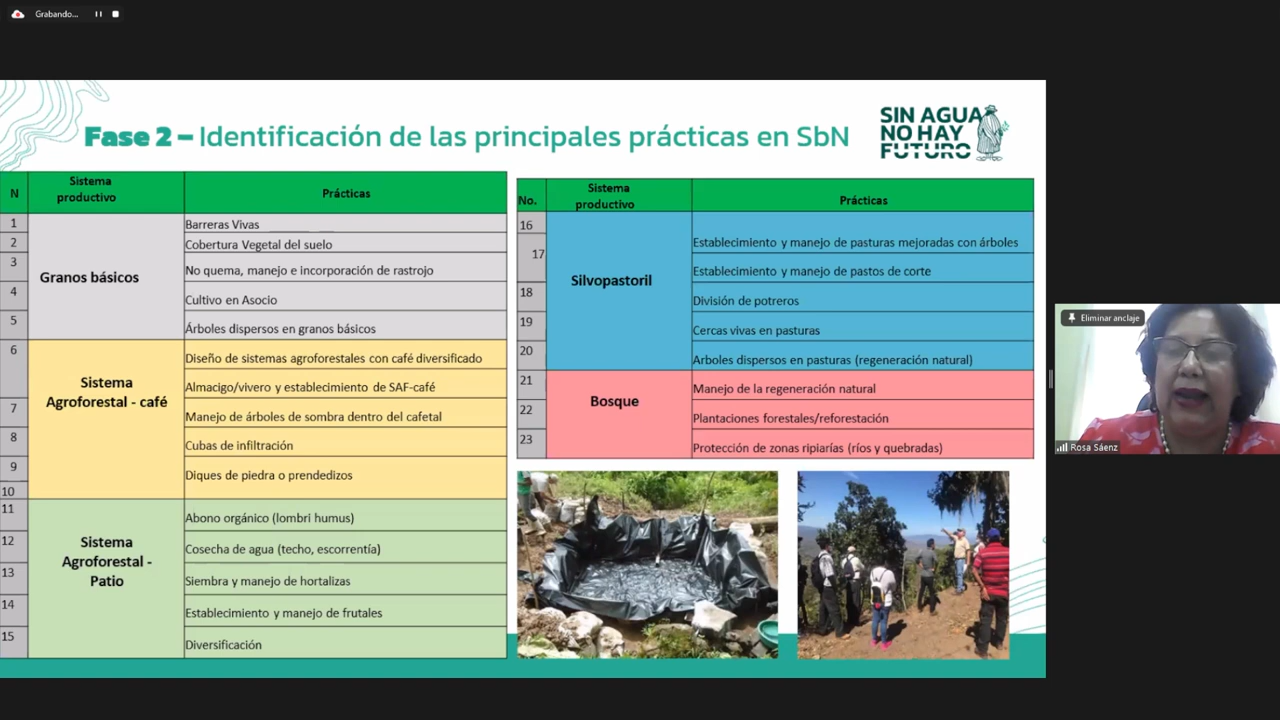 Grabando...
Fase 2 – Identificación de las principales prácticas en SbN
SIN AGUA
NO HAY
FUTURO
N
Sistema
productivo
Prácticas
1
Barreras Vivas
2
Cobertura Vegetal del suelo
3
No quema, manejo e incorporación de rastrojo
Granos básicos
4
Cultivo en Asocio
5
Árboles dispersos en granos básicos
6
Diseño de sistemas agroforestales con café diversificado
Sistema
Agroforestal - café
Almacigo/vivero y establecimiento de SAF-café
7
Manejo de árboles de sombra dentro del cafetal
8
Cubas de infiltración
9
Diques de piedra o prendedizos
10
11
Abono orgánico (lombri humus)
12
Cosecha de agua (techo, escorrentía)
Sistema
Agroforestal -
Patio
13
Siembra y manejo de hortalizas
14
Establecimiento y manejo de frutales
15
Diversificación
No.
Sistema
productivo
Prácticas
16
Establecimiento y manejo de pasturas mejoradas con árboles
17
Establecimiento y manejo de pastos de corte
Silvopastoril
18
División de potreros
19
Cercas vivas en pasturas
20
Arboles dispersos en pasturas (regeneración natural)
21
Manejo de la regeneración natural
Bosque
22
Plantaciones forestales/reforestación
23
Protección de zonas ripiarías (ríos y quebradas)
Eliminar anclaje
Rosa Sáenz